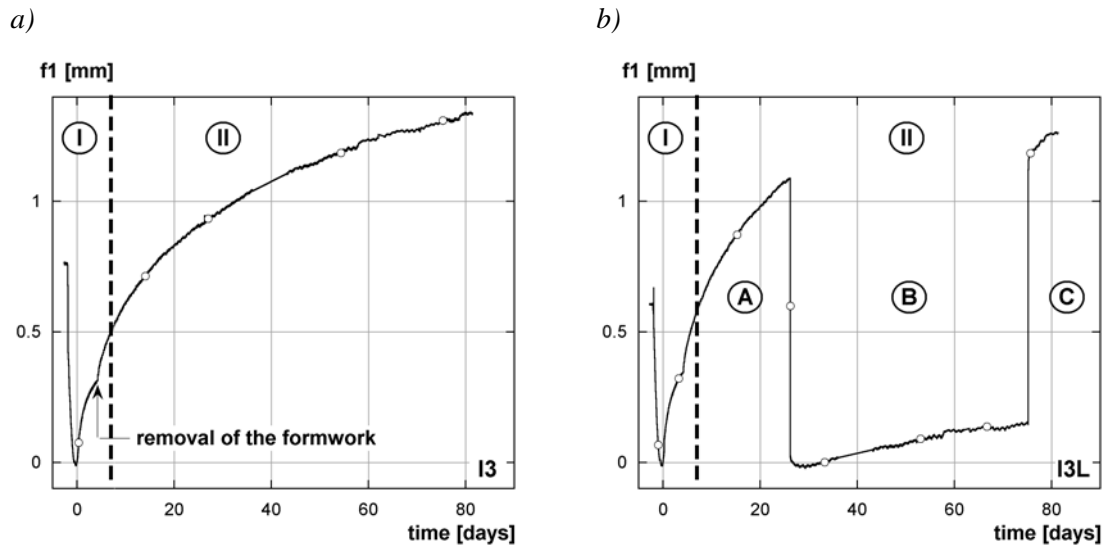 a)
f1 [mm]
I
II
1
0.5
0
removal of the formwork
I3
0 20 40 60 80
time [days]
b)
f1 [mm]
I
II
1
A
B
C
0.5
0
I3L
0 20 40 60 80
time [days]